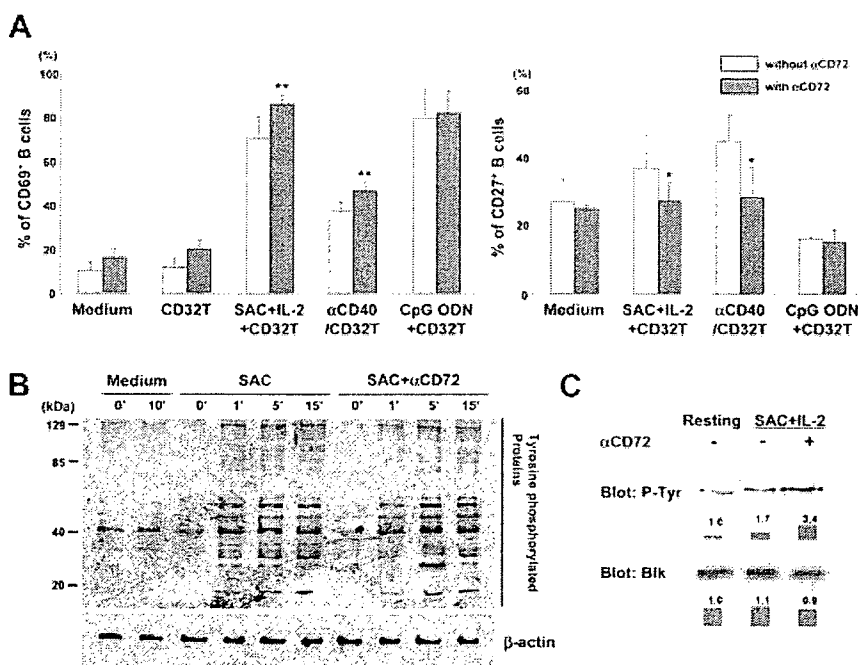 A
(%)
100
80
60
40
20
0
% of CD69⁺ B cells
**
**
Medium
CD32T
SAC+IL-2
+CD32T
αCD40
/CD32T
CpG ODN
+CD32T
without αCD72
with αCD72
(%)
60
40
20
0
% of CD27⁺ B cells
*
*
Medium
SAC+IL-2
+CD32T
αCD40
/CD32T
CpG ODN
+CD32T
B
Medium SAC SAC+αCD72
(kDa) 0' 10' 0' 1' 5' 15' 0' 1' 5' 15'
129
85
40
20
Tyrosine phosphorylated
Proteins
β-actin
C
Resting SAC+IL-2
αCD72 - - +
Blot: P-Tyr
1.0 1.7 3.4
Blot: Blk
1.0 1.1 0.9